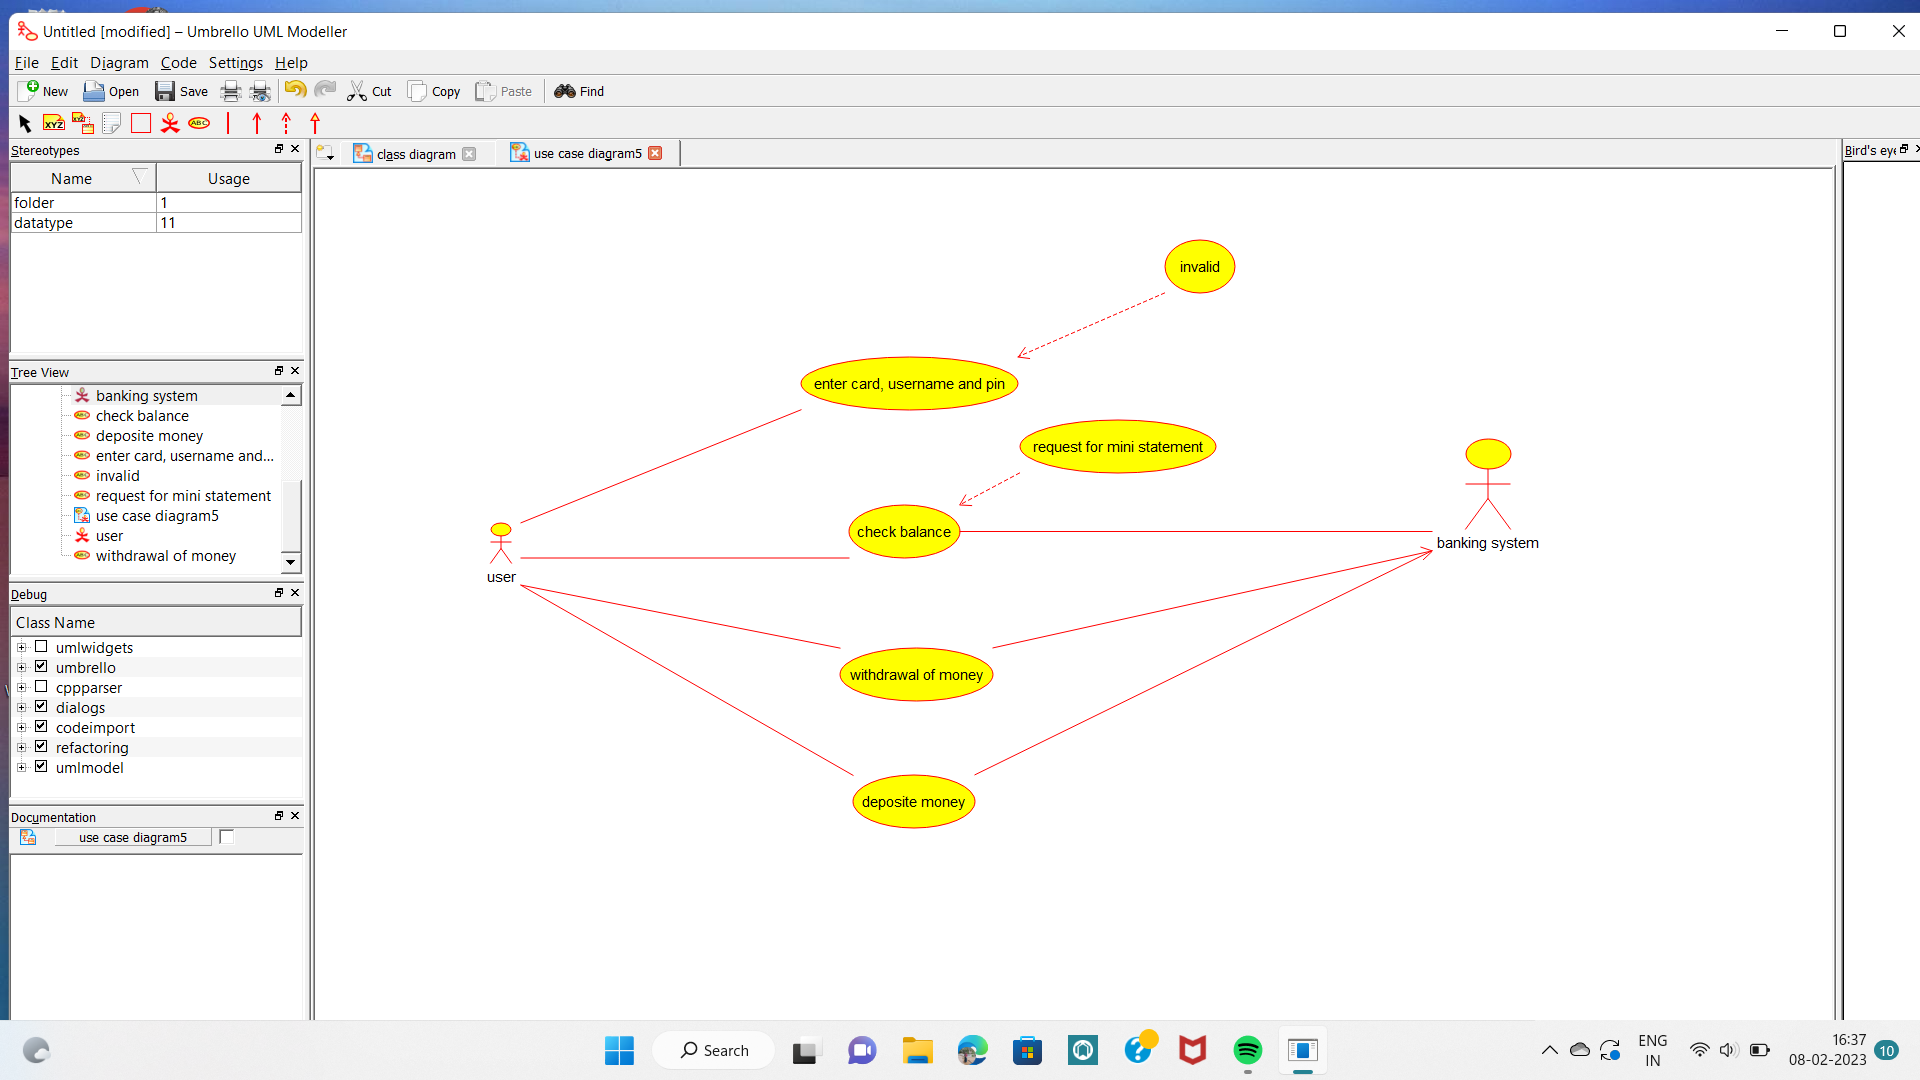 Untitled [modified] – Umbrello UML Modeller
File Edit Diagram Code Settings Help
New Open Save Cut Copy Paste Find
XYZ ABC
Stereotypes
Name Usage
folder 1
datatype 11
Tree View
banking system
check balance
deposite money
enter card, username and...
invalid
request for mini statement
use case diagram5
user
withdrawal of money
Debug
Class Name
umlwidgets
umbrello
cppparser
dialogs
codeimport
refactoring
umlmodel
Documentation
use case diagram5
class diagram
use case diagram5
Bird's eye
invalid
enter card, username and pin
request for mini statement
check balance
banking system
user
withdrawal of money
deposite money
Search
ENG
IN
16:37
08-02-2023
10